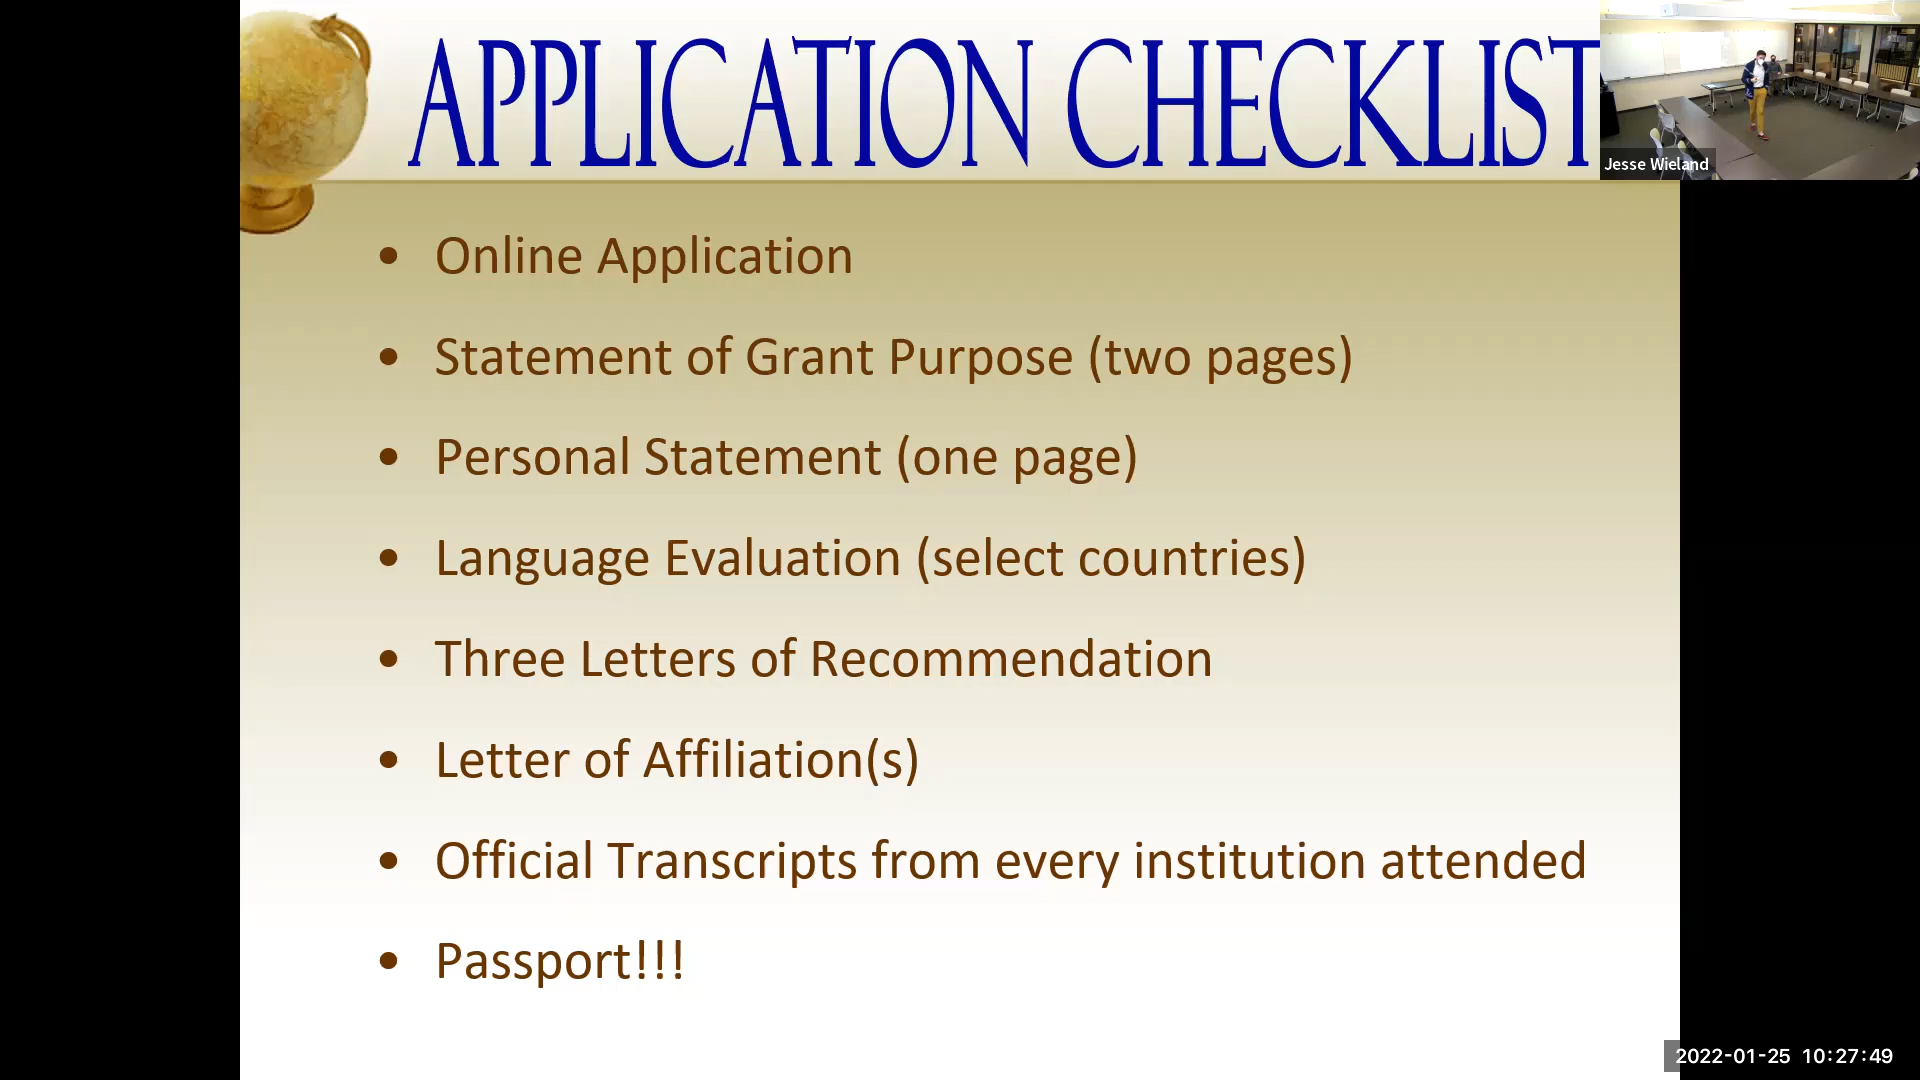 APPLICATION CHECKLIST
Jesse Wieland
• Online Application
• Statement of Grant Purpose (two pages)
• Personal Statement (one page)
• Language Evaluation (select countries)
• Three Letters of Recommendation
• Letter of Affiliation(s)
• Official Transcripts from every institution attended
• Passport!!!
2022-01-25 10:27:49